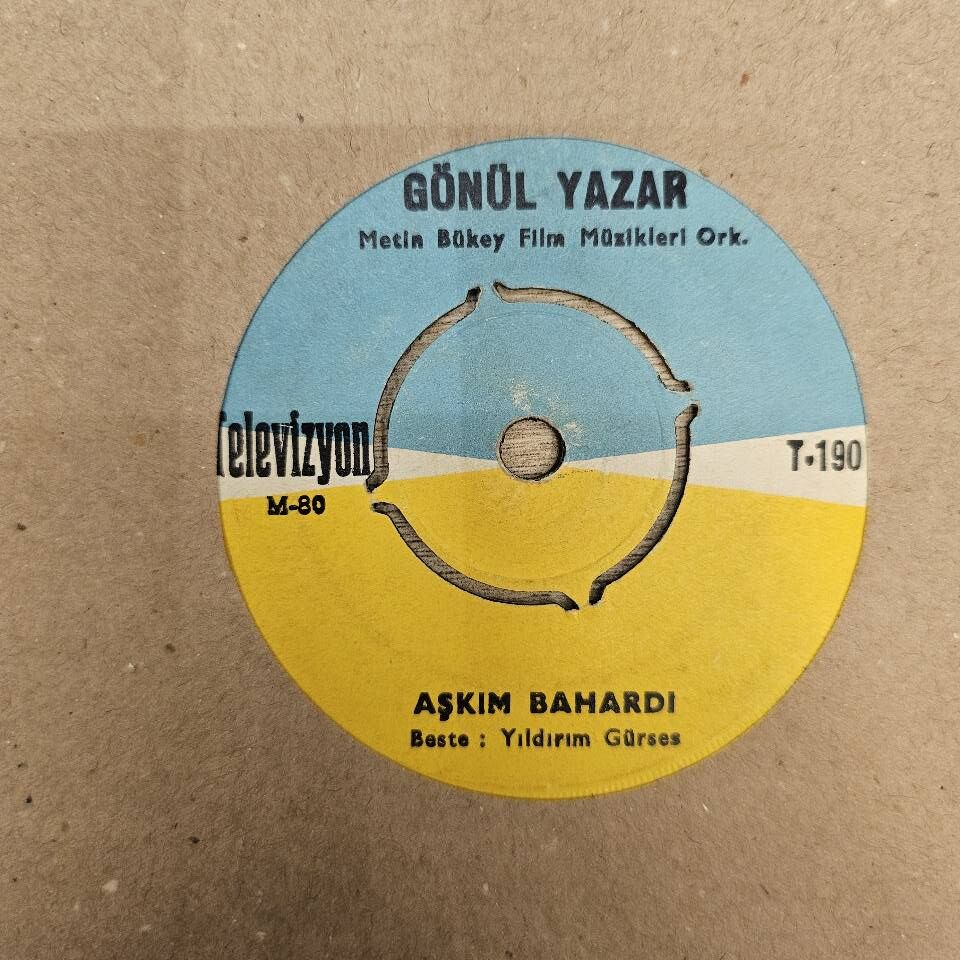 GÖNÜL YAZAR
Metin Bükey Film Müzikleri Ork.
Televizyon
T.190
M-80
AŞKIM BAHARDI
Beste : Yıldırım Gürses